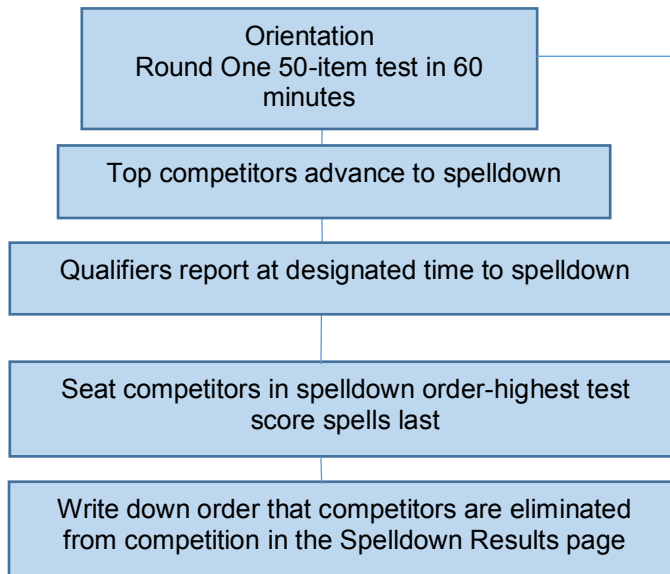 Orientation
Round One 50-item test in 60
minutes
Top competitors advance to spelldown
Qualifiers report at designated time to spelldown
Seat competitors in spelldown order-highest test
score spells last
Write down order that competitors are eliminated
from competition in the Spelldown Results page